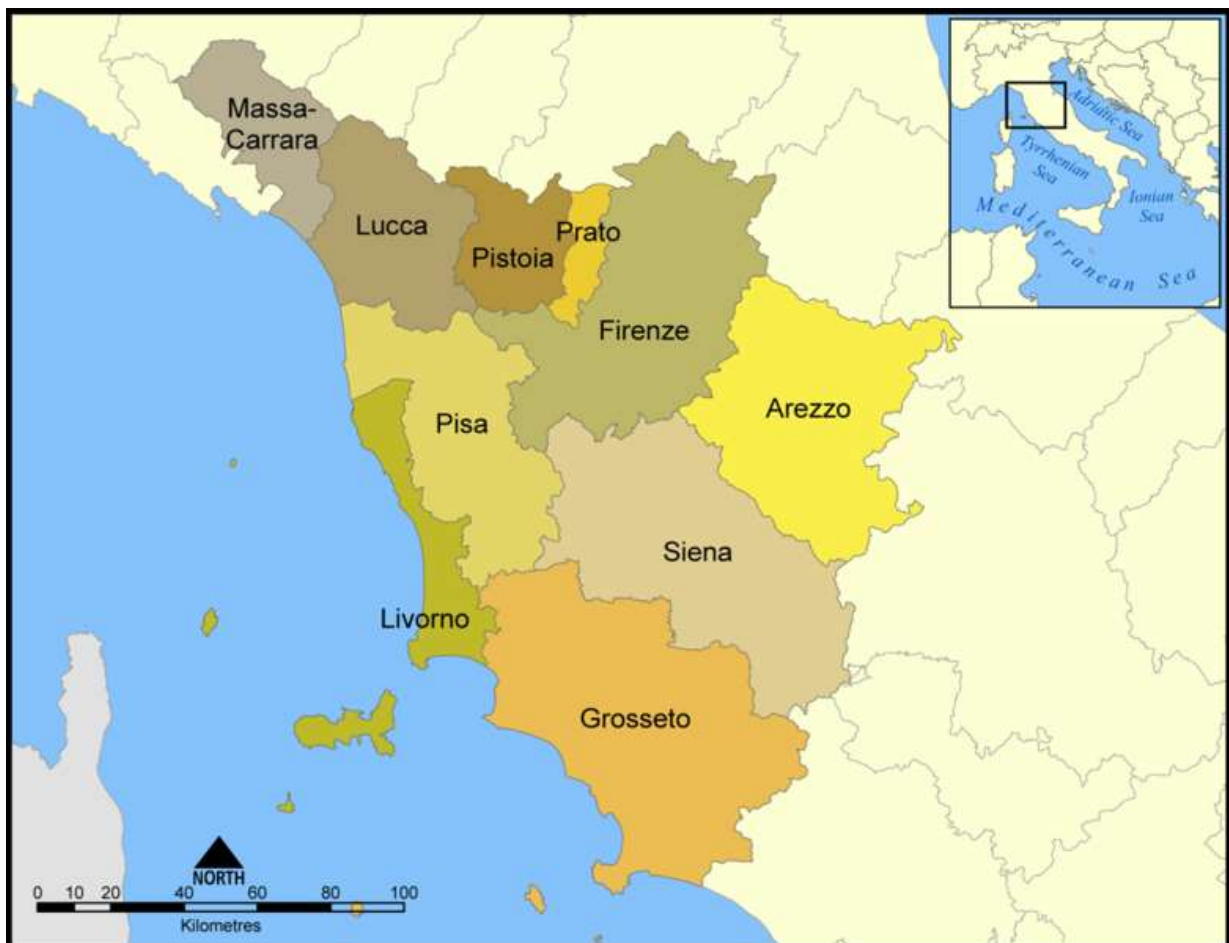 Massa-
Carrara
Lucca
Pistoia
Prato
Firenze
Arezzo
Pisa
Siena
Livorno
Grosseto
Adriatic Sea
Tyrrhenian
Sea
Ionian
Sea
Mediterranean Sea
NORTH
0 10 20 40 60 80 100
Kilometres